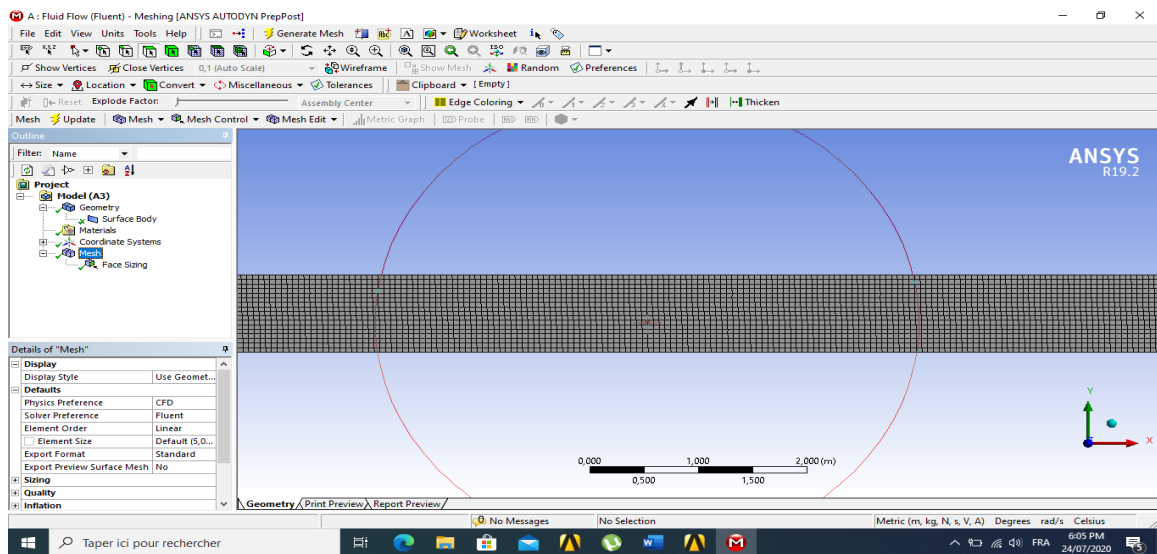 A : Fluid Flow (Fluent) - Meshing [ANSYS AUTODYN PrepPost]
File Edit View Units Tools Help Generate Mesh Worksheet
Show Vertices Close Vertices 0,1 (Auto Scale) Wireframe Show Mesh Random Preferences
Size Location Convert Miscellaneous Tolerances Clipboard [Empty]
Reset Explode Factor: Assembly Center Edge Coloring Thicken
Mesh Update Mesh Mesh Control Mesh Edit Metric Graph Probe
Outline
Filter: Name
Project
Model (A3)
Geometry
Surface Body
Materials
Coordinate Systems
Mesh
Face Sizing
ANSYS
R19.2
Details of "Mesh"
Display
Display Style Use Geomet...
Defaults
Physics Preference CFD
Solver Preference Fluent
Element Order Linear
Element Size Default (5,0...
Export Format Standard
Export Preview Surface Mesh No
Sizing
Quality
Inflation
Y
X
0,000 1,000 2,000 (m)
0,500 1,500
Geometry Print Preview Report Preview
0 No Messages No Selection Metric (m, kg, N, s, V, A) Degrees rad/s Celsius
Taper ici pour rechercher
FRA
6:05 PM
24/07/2020